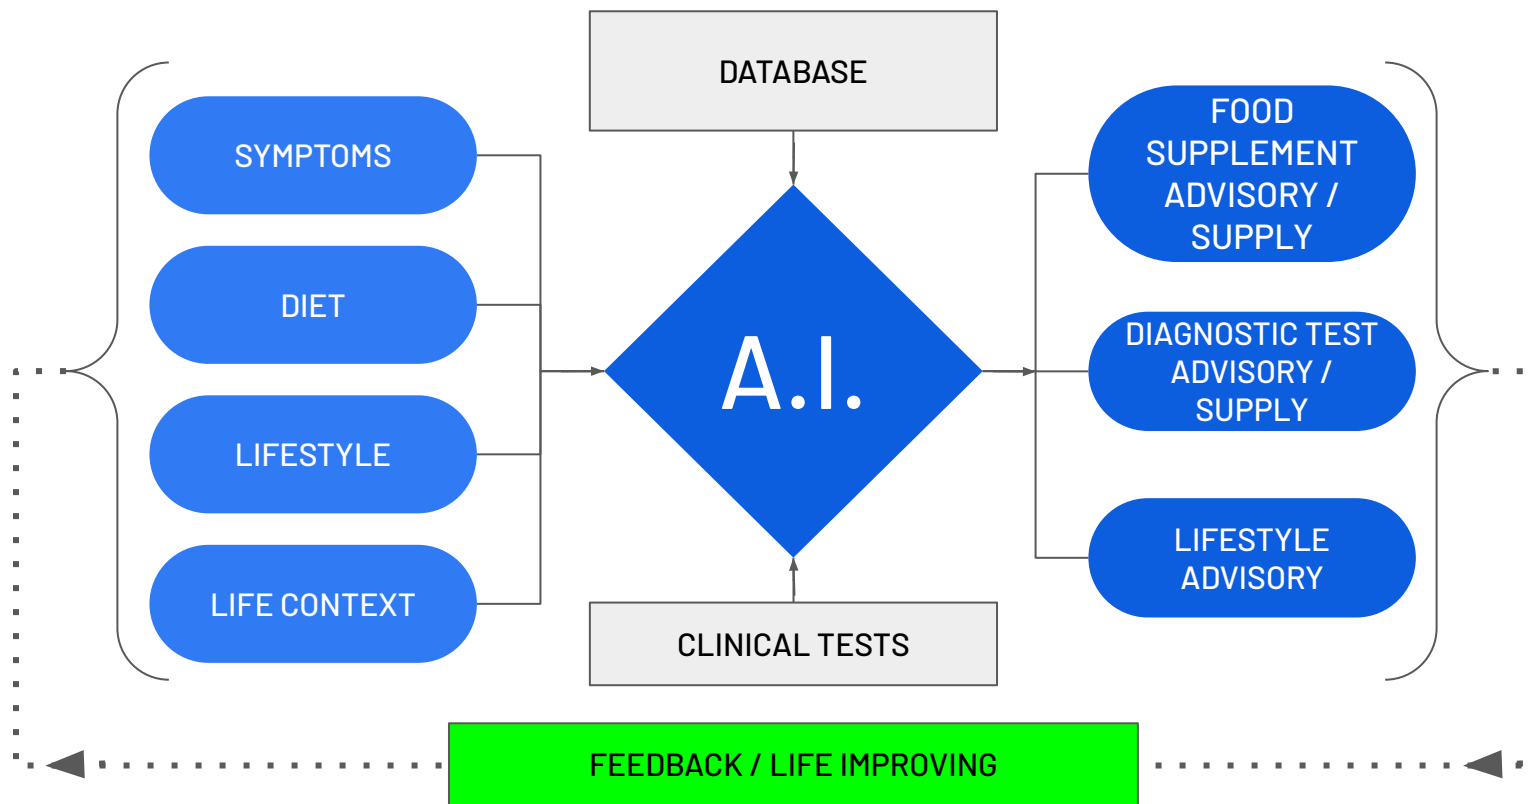 DATABASE
SYMPTOMS
DIET
LIFESTYLE
LIFE CONTEXT
A.I.
CLINICAL TESTS
FOOD
SUPPLEMENT
ADVISORY /
SUPPLY
DIAGNOSTIC TEST
ADVISORY /
SUPPLY
LIFESTYLE
ADVISORY
FEEDBACK / LIFE IMPROVING